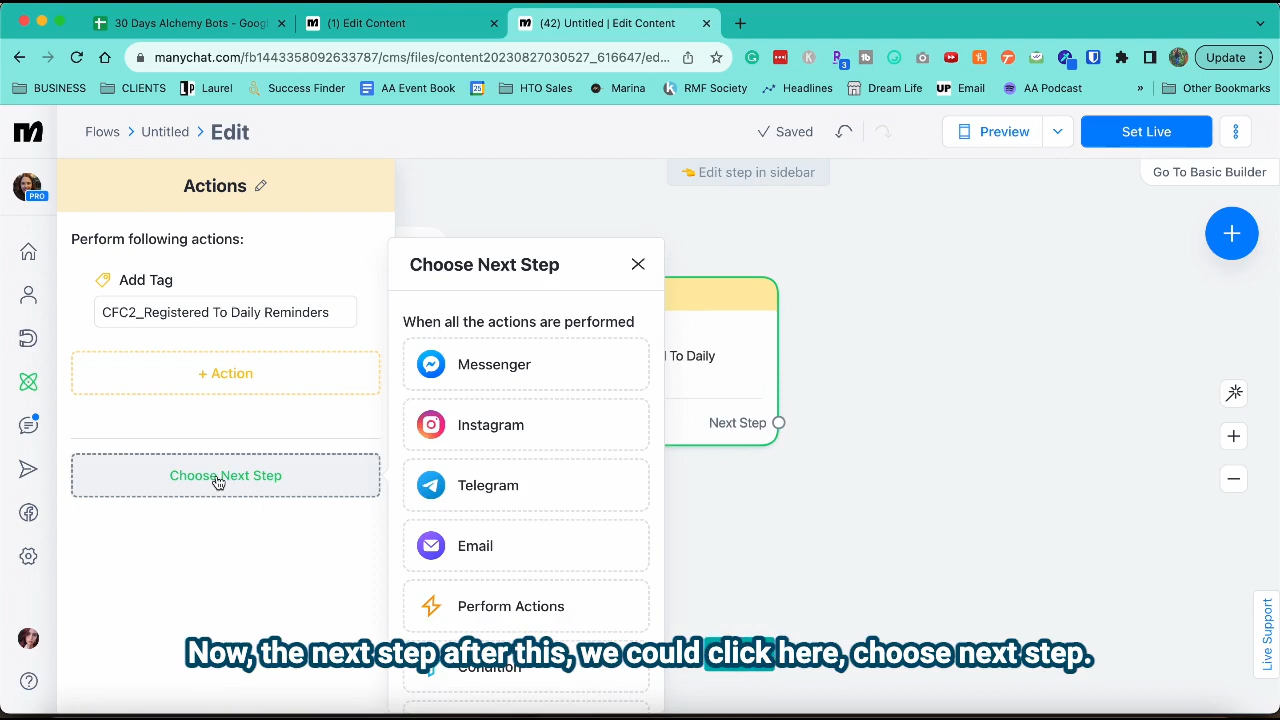 30 Days Alchemy Bots - Googl
(1) Edit Content
(42) Untitled | Edit Content
manychat.com/fb1443358092633787/cms/files/content20230827030527_616647/ed...
Update
BUSINESS
CLIENTS
Laurel
Success Finder
AA Event Book
HTO Sales
Marina
RMF Society
Headlines
Dream Life
UP Email
AA Podcast
»
Other Bookmarks
Flows > Untitled > Edit
Saved
Preview
Set Live
Actions
Edit step in sidebar
Go To Basic Builder
PRO
Perform following actions:
Add Tag
CFC2_Registered To Daily Reminders
+ Action
Choose Next Step
Choose Next Step
When all the actions are performed
Messenger
Instagram
Telegram
Email
Perform Actions
Condition
To Daily
Next Step
Live Support
Now, the next step after this, we could click here, choose next step.